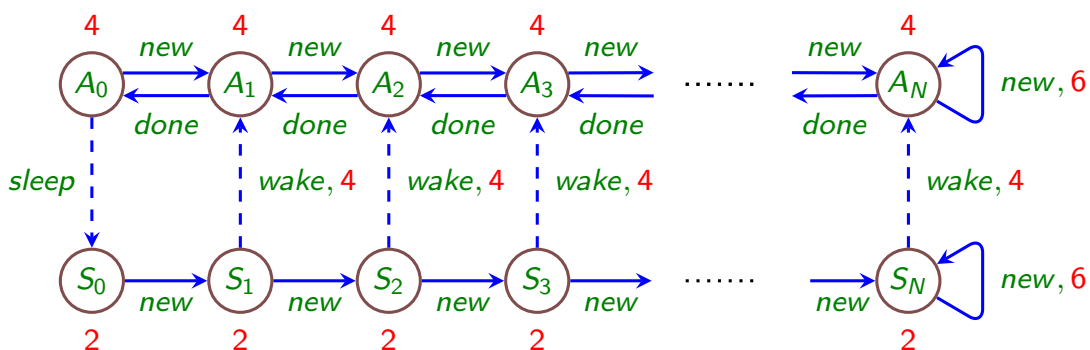 4 4 4 4 4
new new new new new
A0 A1 A2 A3 ....... AN new, 6
done done done done done
sleep wake, 4 wake, 4 wake, 4 wake, 4
S0 S1 S2 S3 ....... SN new, 6
new new new new new
2 2 2 2 2